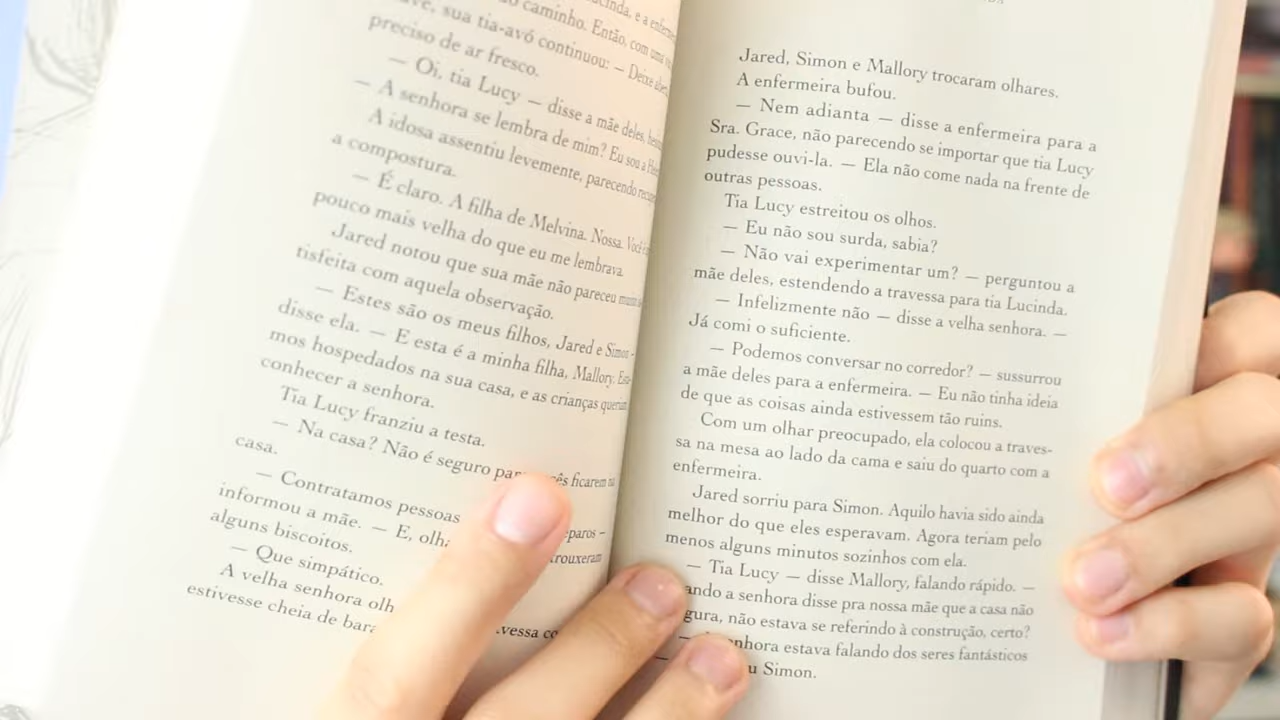 caminho. Então, com uma
sua tia-avó continuou: — Deixe
preciso de ar fresco.
— Oi, tia Lucy — disse a mãe deles,
— A senhora se lembra de mim? Eu sou a
A idosa assentiu levemente, parecendo
a compostura.
— É claro. A filha de Melvina. Nossa. Você
pouco mais velha do que eu me lembrava.
Jared notou que sua mãe não pareceu
tisfeita com aquela observação.
— Estes são os meus filhos, Jared e Simon —
disse ela. — E esta é a minha filha, Mallory.
mos hospedados na sua casa, e as crianças
conhecer a senhora.
Tia Lucy franziu a testa.
— Na casa? Não é seguro ficarem na
casa.
— Contratamos pessoas
informou a mãe. — E,
alguns biscoitos.
— Que simpático.
A velha senhora
estivesse cheia de
Jared, Simon e Mallory trocaram olhares.
A enfermeira bufou.
— Nem adianta — disse a enfermeira para a
Sra. Grace, não parecendo se importar que tia Lucy
pudesse ouvi-la. — Ela não come nada na frente de
outras pessoas.
Tia Lucy estreitou os olhos.
— Eu não sou surda, sabia?
— Não vai experimentar um? — perguntou a
mãe deles, estendendo a travessa para tia Lucinda.
— Infelizmente não — disse a velha senhora. —
Já comi o suficiente.
— Podemos conversar no corredor? — sussurrou
a mãe deles para a enfermeira. — Eu não tinha ideia
de que as coisas ainda estivessem tão ruins.
Com um olhar preocupado, ela colocou a traves-
sa na mesa ao lado da cama e saiu do quarto com a
enfermeira.
Jared sorriu para Simon. Aquilo havia sido ainda
melhor do que eles esperavam. Agora teriam pelo
menos alguns minutos sozinhos com ela.
— Tia Lucy — disse Mallory, falando rápido. —
a senhora disse pra nossa mãe que a casa não
não estava se referindo à construção, certo?
estava falando dos seres fantásticos
Simon.